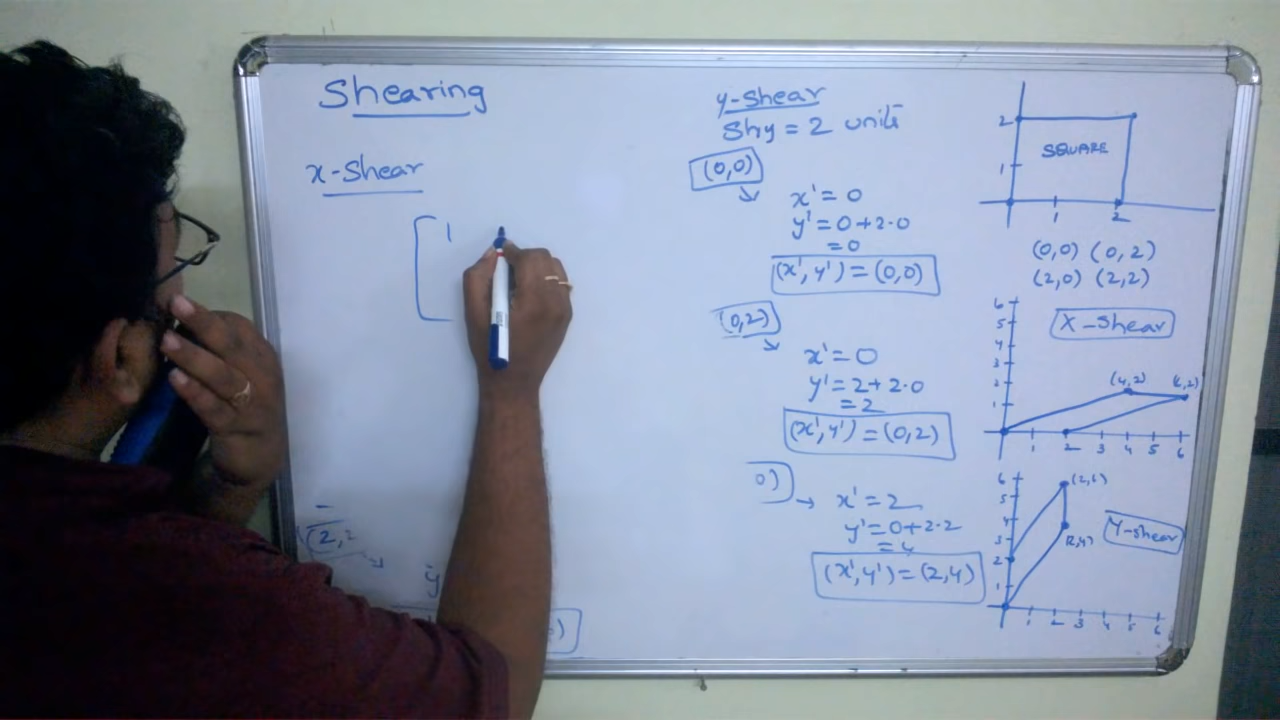 Shearing
x-Shear
[ 1
(2,2
y-shear
Shy = 2 units
(0,0)
x' = 0
y' = 0+2·0
= 0
(x', y') = (0,0)
(0,2)
x' = 0
y' = 2+2·0
= 2
(x', y') = (0,2)
0)
x' = 2
y' = 0+2·2
= 4
(x', y') = (2,4)
2
SQUARE
1
1 2
(0,0) (0,2)
(2,0) (2,2)
X-Shear
6
5
4
3
2
1
(4,2) (6,2)
1 2 3 4 5 6
Y-shear
6
5
4
3
2
1
(2,6)
(2,4)
1 2 3 4 5 6